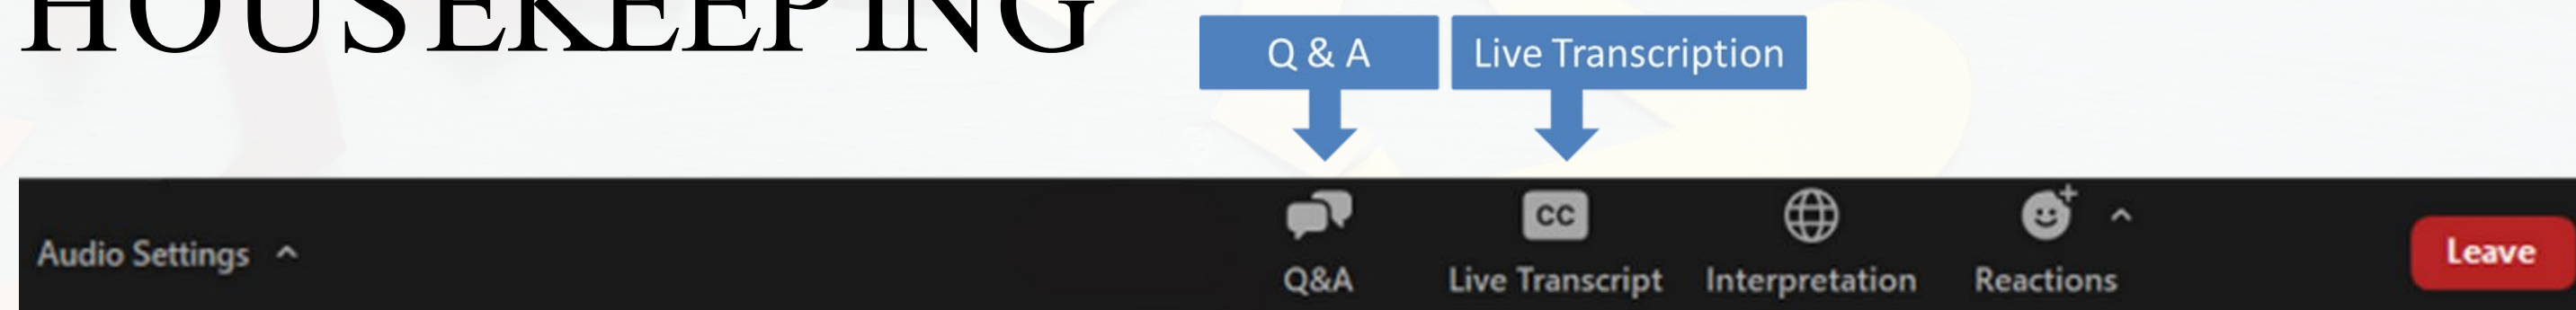 HOUSEKEEPING
Q & A Live Transcription
CC
Audio Settings Q&A Live Transcript Interpretation Reactions Leave